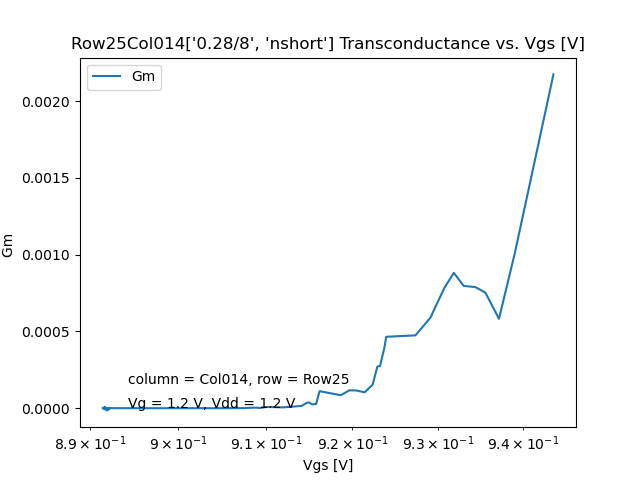 Row25Col014['0.28/8', 'nshort'] Transconductance vs. Vgs [V]
Gm
Gm
0.0020
0.0015
0.0010
0.0005
0.0000
column = Col014, row = Row25
Vg = 1.2 V, Vdd = 1.2 V
8.9 × 10⁻¹ 9 × 10⁻¹ 9.1 × 10⁻¹ 9.2 × 10⁻¹ 9.3 × 10⁻¹ 9.4 × 10⁻¹
Vgs [V]